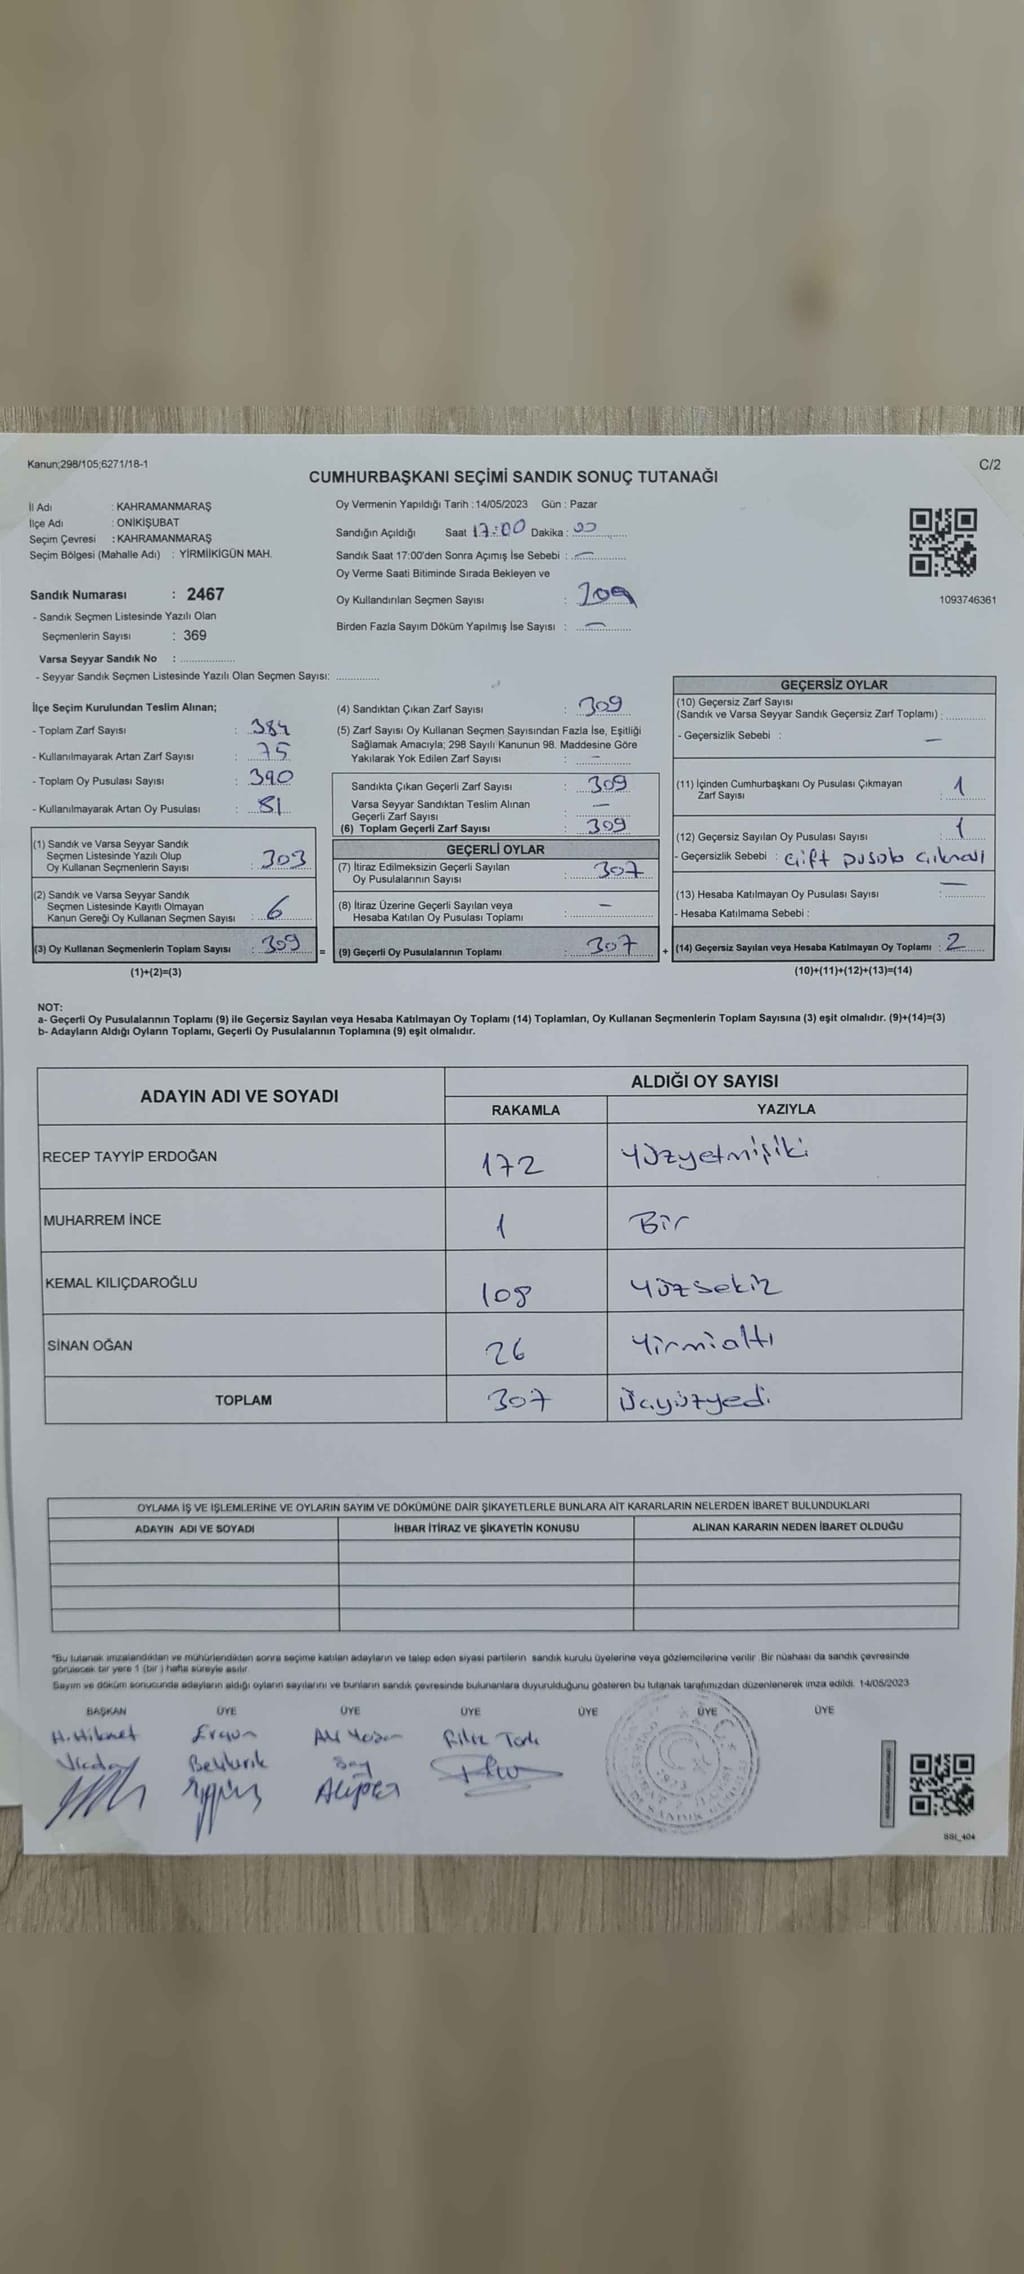 Kanun;298/105;6271/18-1
C/2
CUMHURBAŞKANI SEÇİMİ SANDIK SONUÇ TUTANAĞI
İl Adı : KAHRAMANMARAŞ
İlçe Adı : ONİKİŞUBAT
Seçim Çevresi : KAHRAMANMARAŞ
Seçim Bölgesi (Mahalle Adı) : YİRMİİKİGÜN MAH.
Sandık Numarası : 2467
- Sandık Seçmen Listesinde Yazılı Olan
Seçmenlerin Sayısı : 369
Varsa Seyyar Sandık No : ..................
- Seyyar Sandık Seçmen Listesinde Yazılı Olan Seçmen Sayısı: ..............
Oy Vermenin Yapıldığı Tarih : 14/05/2023 Gün : Pazar
Sandığın Açıldığı Saat 17:00 Dakika :
Sandık Saat 17:00'den Sonra Açımış İse Sebebi : —
Oy Verme Saati Bitiminde Sırada Bekleyen ve
Oy Kullandırılan Seçmen Sayısı :
Birden Fazla Sayım Döküm Yapılmış İse Sayısı : —
1093746361
İlçe Seçim Kurulundan Teslim Alınan;
- Toplam Zarf Sayısı : 384
- Kullanılmayarak Artan Zarf Sayısı : 75
- Toplam Oy Pusulası Sayısı : 390
- Kullanılmayarak Artan Oy Pusulası : 81
(1) Sandık ve Varsa Seyyar Sandık
Seçmen Listesinde Yazılı Olup
Oy Kullanan Seçmenlerin Sayısı : 303
(2) Sandık ve Varsa Seyyar Sandık
Seçmen Listesinde Kayıtlı Olmayan
Kanun Gereği Oy Kullanan Seçmen Sayısı : 6
(3) Oy Kullanan Seçmenlerin Toplam Sayısı : 309 =
(1)+(2)=(3)
(4) Sandıktan Çıkan Zarf Sayısı : 309
(5) Zarf Sayısı Oy Kullanan Seçmen Sayısından Fazla İse, Eşitliği
Sağlamak Amacıyla; 298 Sayılı Kanunun 98. Maddesine Göre
Yakılarak Yok Edilen Zarf Sayısı : —
Sandıkta Çıkan Geçerli Zarf Sayısı : 309
Varsa Seyyar Sandıktan Teslim Alınan
Geçerli Zarf Sayısı : —
(6) Toplam Geçerli Zarf Sayısı : 309
GEÇERLİ OYLAR
(7) İtiraz Edilmeksizin Geçerli Sayılan
Oy Pusulalarının Sayısı : 307
(8) İtiraz Üzerine Geçerli Sayılan veya
Hesaba Katılan Oy Pusulası Toplamı : —
(9) Geçerli Oy Pusulalarının Toplamı : 307 +
GEÇERSİZ OYLAR
(10) Geçersiz Zarf Sayısı
(Sandık ve Varsa Seyyar Sandık Geçersiz Zarf Toplamı) : ..............
- Geçersizlik Sebebi : —
(11) İçinden Cumhurbaşkanı Oy Pusulası Çıkmayan
Zarf Sayısı : 1
(12) Geçersiz Sayılan Oy Pusulası Sayısı : 1
- Geçersizlik Sebebi : Çift pusula çıkması
(13) Hesaba Katılmayan Oy Pusulası Sayısı : —
- Hesaba Katılmama Sebebi :
(14) Geçersiz Sayılan veya Hesaba Katılmayan Oy Toplamı : 2
(10)+(11)+(12)+(13)=(14)
NOT:
a- Geçerli Oy Pusulalarının Toplamı (9) ile Geçersiz Sayılan veya Hesaba Katılmayan Oy Toplamı (14) Toplamları, Oy Kullanan Seçmenlerin Toplam Sayısına (3) eşit olmalıdır. (9)+(14)=(3)
b- Adayların Aldığı Oyların Toplamı, Geçerli Oy Pusulalarının Toplamına (9) eşit olmalıdır.
ADAYIN ADI VE SOYADI
ALDIĞI OY SAYISI
RAKAMLA YAZIYLA
RECEP TAYYİP ERDOĞAN 172 Yüzyetmişiki
MUHARREM İNCE 1 Bir
KEMAL KILIÇDAROĞLU 108 Yüzsekiz
SİNAN OĞAN 26 Yirmialtı
TOPLAM 307 Üçyüzyedi
OYLAMA İŞ VE İŞLEMLERİNE VE OYLARIN SAYIM VE DÖKÜMÜNE DAİR ŞİKAYETLERLE BUNLARA AİT KARARLARIN NELERDEN İBARET BULUNDUKLARI
ADAYIN ADI VE SOYADI İHBAR İTİRAZ VE ŞİKAYETİN KONUSU ALINAN KARARIN NEDEN İBARET OLDUĞU
*Bu tutanak imzalandıktan ve mühürlendikten sonra seçime katılan adayların ve talep eden siyasi partilerin sandık kurulu üyelerine veya gözlemcilerine verilir. Bir nüshası da sandık çevresinde
görülecek bir yere 1 (bir ) hafta süreyle asılır.
Sayım ve döküm sonucunda adayların aldığı oyların sayılarını ve bunların sandık çevresinde bulunanlara duyurulduğunu gösteren bu tutanak tarafımızdan düzenlenerek imza edildi. 14/05/2023
BAŞKAN ÜYE ÜYE ÜYE ÜYE ÜYE ÜYE
H. Hikmet Ergün
SBL_404